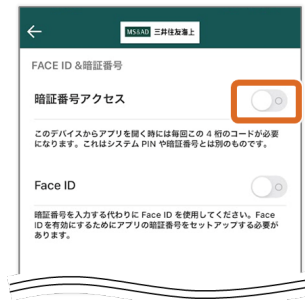 MS&AD 三井住友海上
FACE ID &暗証番号
暗証番号アクセス
このデバイスからアプリを開く時には毎回この 4 桁のコードが必要
になります。これはシステム PIN や暗証番号とは別のものです。
Face ID
暗証番号を入力する代わりに Face ID を使用してください。Face
ID を有効にするためにアプリの暗証番号をセットアップする必要が
あります。